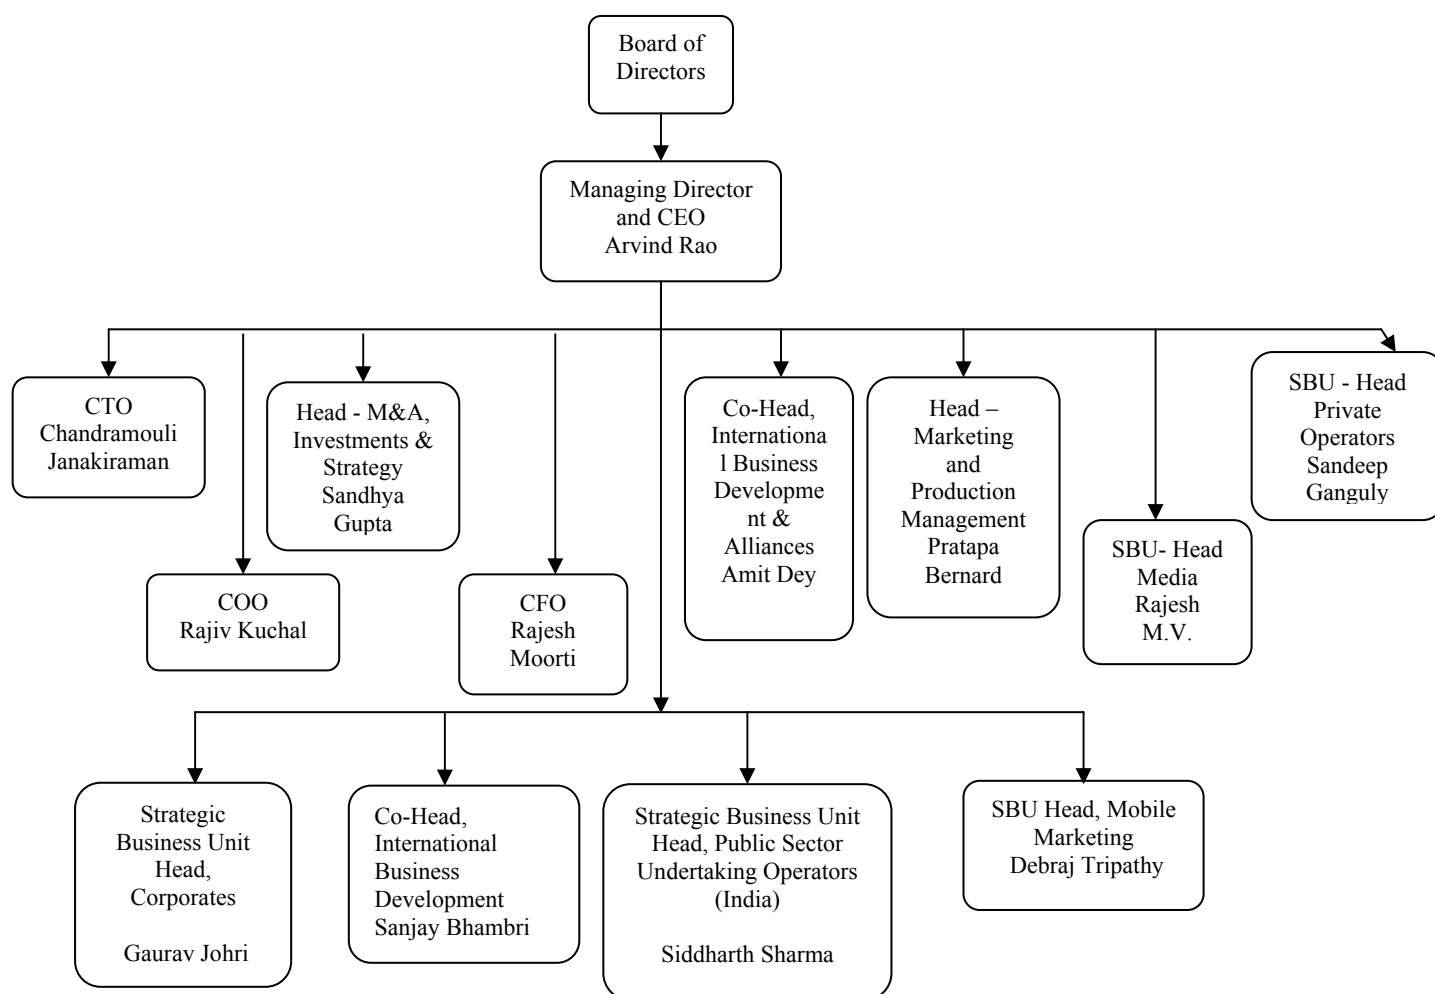 Board of
Directors
Managing Director
and CEO
Arvind Rao
CTO
Chandramouli
Janakiraman
COO
Rajiv Kuchal
Head - M&A,
Investments &
Strategy
Sandhya
Gupta
CFO
Rajesh
Moorti
Co-Head,
Internationa
l Business
Developme
nt &
Alliances
Amit Dey
Head –
Marketing
and
Production
Management
Pratapa
Bernard
SBU- Head
Media
Rajesh
M.V.
SBU - Head
Private
Operators
Sandeep
Ganguly
Strategic
Business Unit
Head,
Corporates
Gaurav Johri
Co-Head,
International
Business
Development
Sanjay Bhambri
Strategic Business Unit
Head, Public Sector
Undertaking Operators
(India)
Siddharth Sharma
SBU Head, Mobile
Marketing
Debraj Tripathy